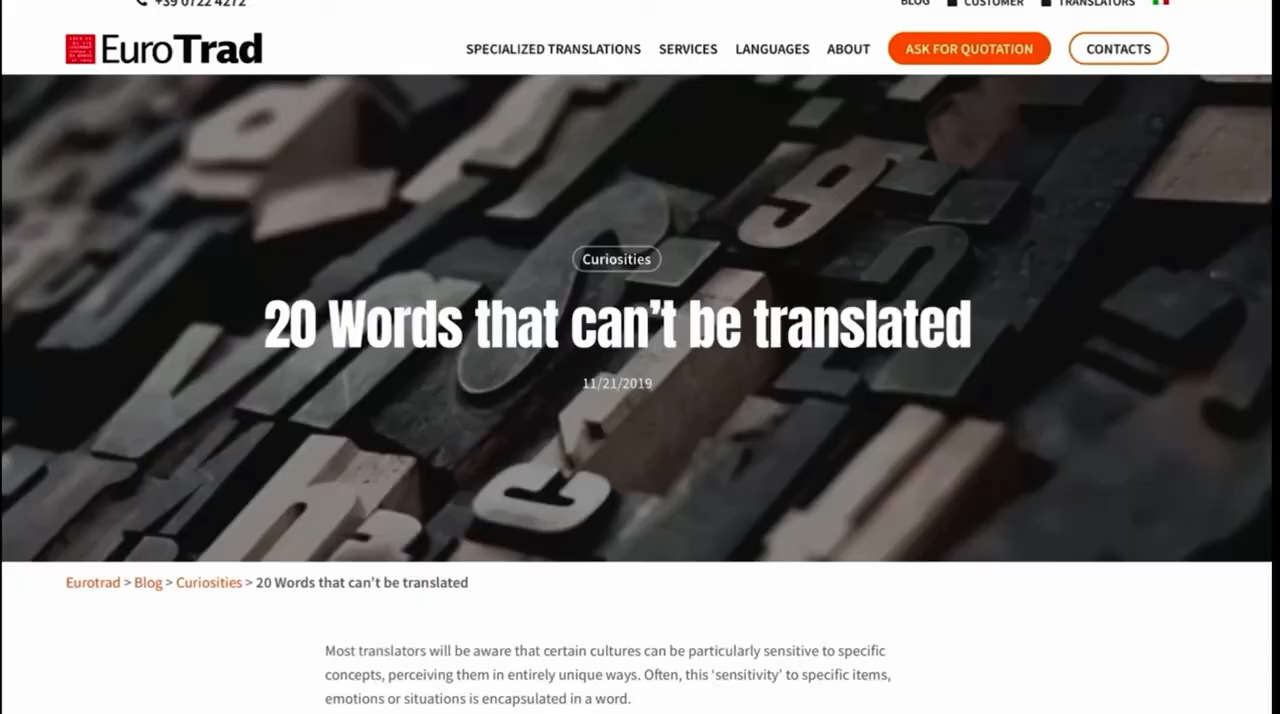 +39 0722 4272
BLOG CUSTOMER TRANSLATORS
EuroTrad
SPECIALIZED TRANSLATIONS SERVICES LANGUAGES ABOUT ASK FOR QUOTATION CONTACTS
Curiosities
20 Words that can’t be translated
11/21/2019
Eurotrad > Blog > Curiosities > 20 Words that can’t be translated
Most translators will be aware that certain cultures can be particularly sensitive to specific
concepts, perceiving them in entirely unique ways. Often, this ‘sensitivity’ to specific items,
emotions or situations is encapsulated in a word.